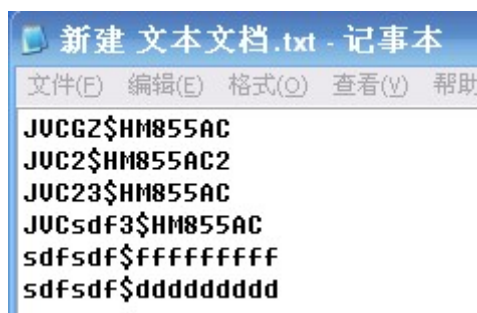 新建 文本文档.txt - 记事本
文件(F) 编辑(E) 格式(O) 查看(V) 帮助
JVCGZ$HM855AC
JVC2$HM855AC2
JVC23$HM855AC
JVCsdf3$HM855AC
sdfsdf$fffffffff
sdfsdf$ddddddddd